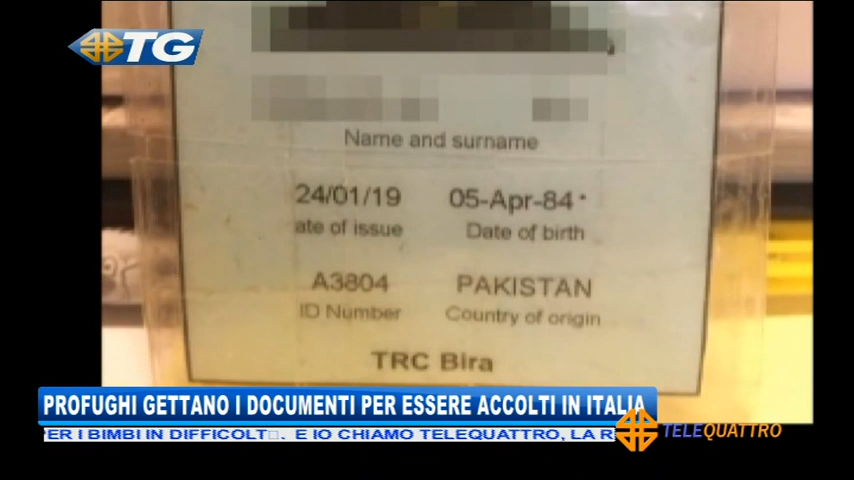 TG
Name and surname
24/01/19 05-Apr-84
ate of issue Date of birth
A3804 PAKISTAN
ID Number Country of origin
TRC Bira
PROFUGHI GETTANO I DOCUMENTI PER ESSERE ACCOLTI IN ITALIA
PER I BIMBI IN DIFFICOLT. E IO CHIAMO TELEQUATTRO, LA R
TELEQUATTRO